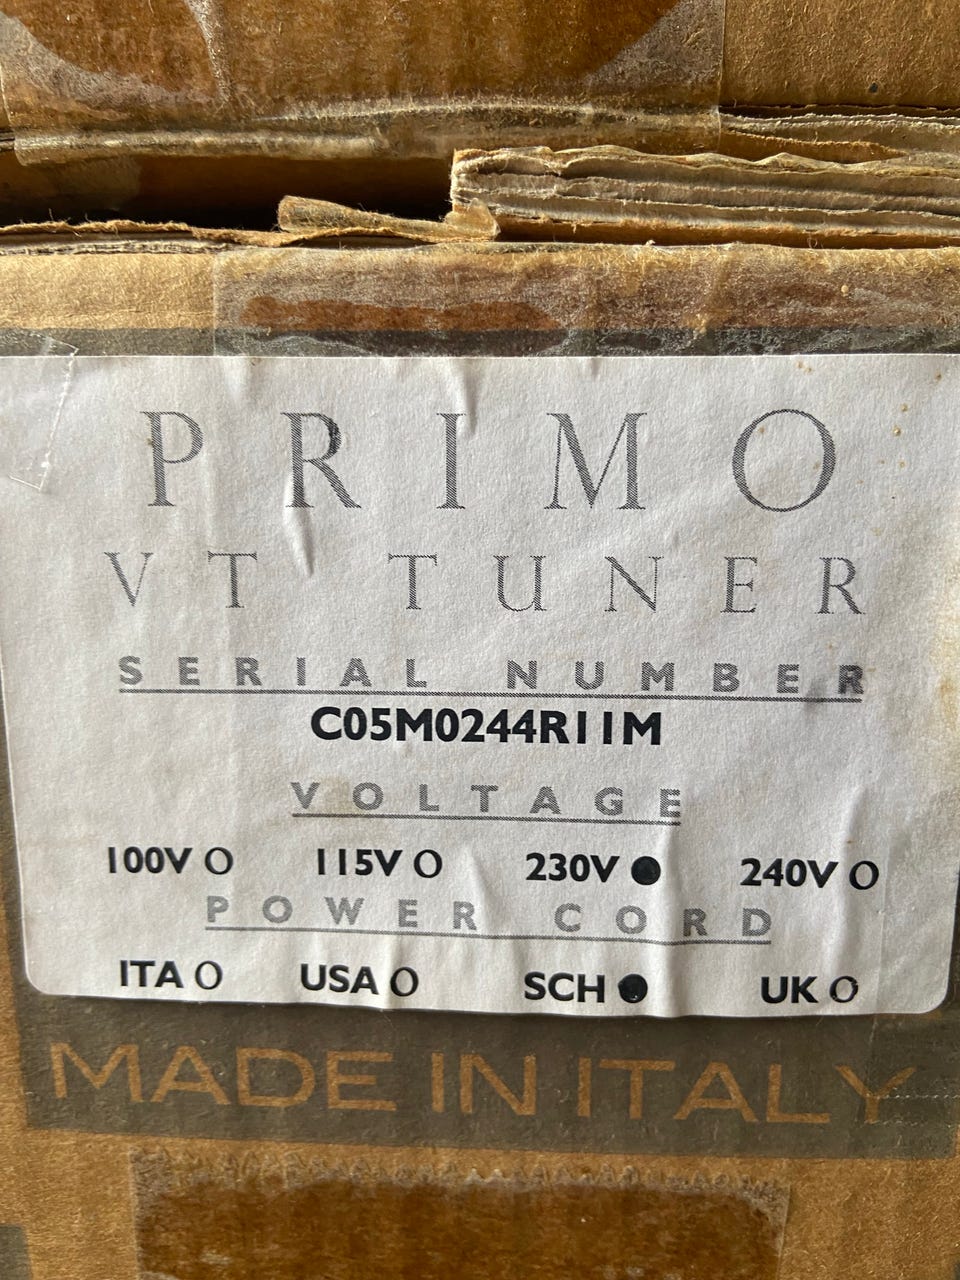 PRIMO
VT TUNER
SERIAL NUMBER
C05M0244R11M
VOLTAGE
100V O 115V O 230V ● 240V O
POWER CORD
ITA O USA O SCH ● UK O
MADE IN ITALY